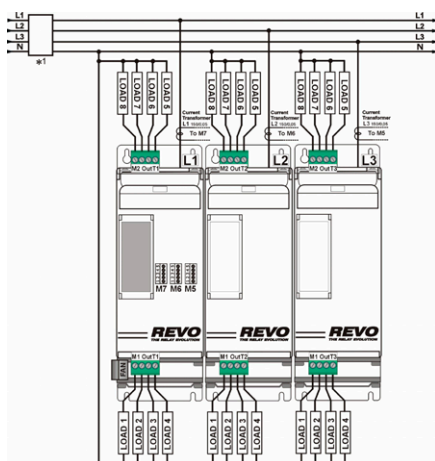 L1 L1
L2 L2
L3 L3
N N
*1
LOAD 8 LOAD 7 LOAD 6 LOAD 5
Current Transformer L1
To M7
LOAD 8 LOAD 7 LOAD 6 LOAD 5
Current Transformer L2
To M6
LOAD 8 LOAD 7 LOAD 6 LOAD 5
Current Transformer L3
To M5
M2 OutT1 L1
M2 OutT2 L2
M2 OutT3 L3
M7 M6 M5
REVO REVO REVO
THE RELAY EVOLUTION THE RELAY EVOLUTION THE RELAY EVOLUTION
FAN
M1 OutT1 M1 OutT2 M1 OutT3
LOAD 1 LOAD 2 LOAD 3 LOAD 4
LOAD 1 LOAD 2 LOAD 3 LOAD 4
LOAD 1 LOAD 2 LOAD 3 LOAD 4